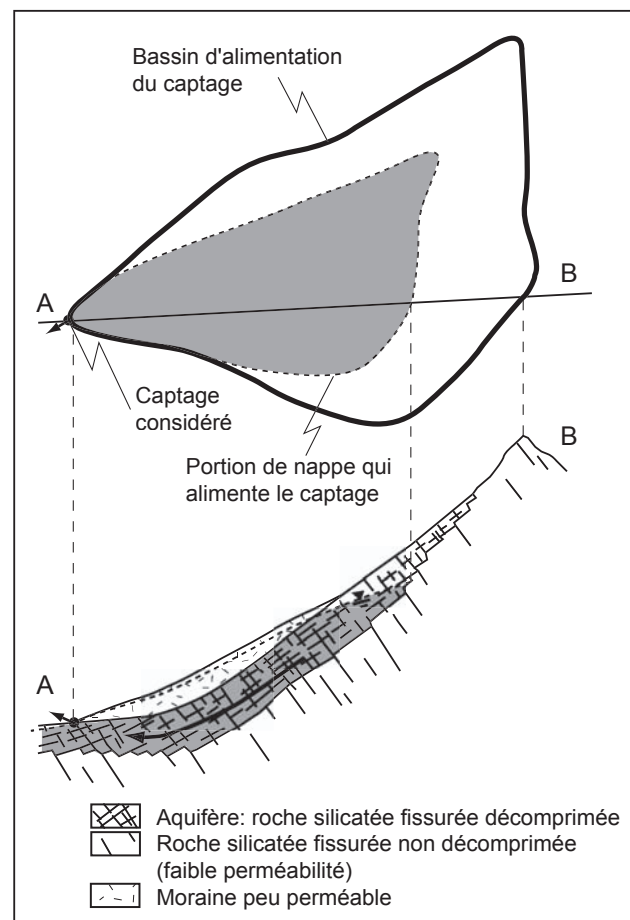 Bassin d'alimentation
du captage
A
B
Captage
considéré
Portion de nappe qui
alimente le captage
B
A
Aquifère: roche silicatée fissurée décomprimée
Roche silicatée fissurée non décomprimée
(faible perméabilité)
Moraine peu perméable